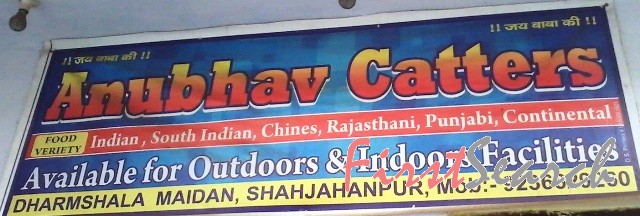 !! जय बाबा की !!
!! जय बाबा की !!
Anubhav Catters
FOOD VERIETY
Indian, South Indian, Chines, Rajasthani, Punjabi, Continental
Available for Outdoors & Indoors Facilities
FirstSearch
DHARMSHALA MAIDAN, SHAHJAHANPUR, Mob:-